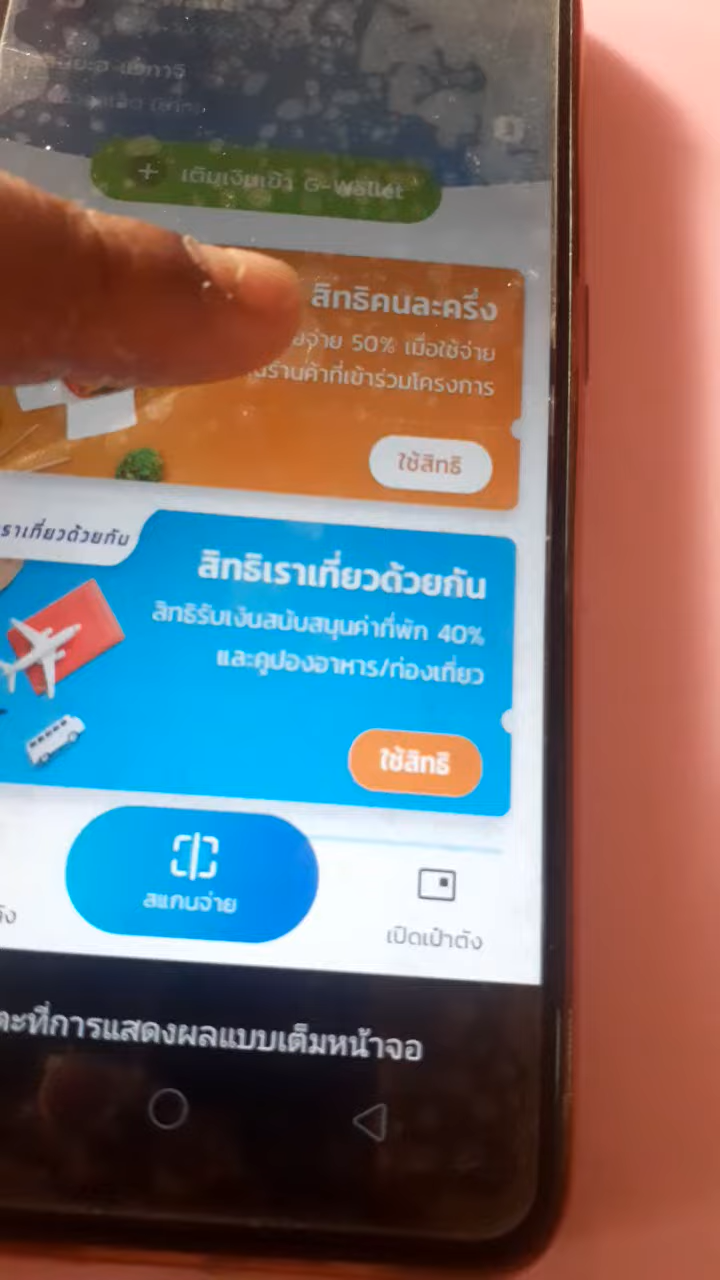 เติมเงินเข้า G-Wallet
สิทธิคนละครึ่ง
จ่าย 50% เมื่อใช้จ่าย
ร้านค้าที่เข้าร่วมโครงการ
ใช้สิทธิ
เราเที่ยวด้วยกัน
สิทธิเราเที่ยวด้วยกัน
สิทธิรับเงินสนับสนุนค่าที่พัก 40%
และคูปองอาหาร/ท่องเที่ยว
ใช้สิทธิ
สแกนจ่าย
เปิดเป๋าตัง
ตะที่การแสดงผลแบบเต็มหน้าจอ